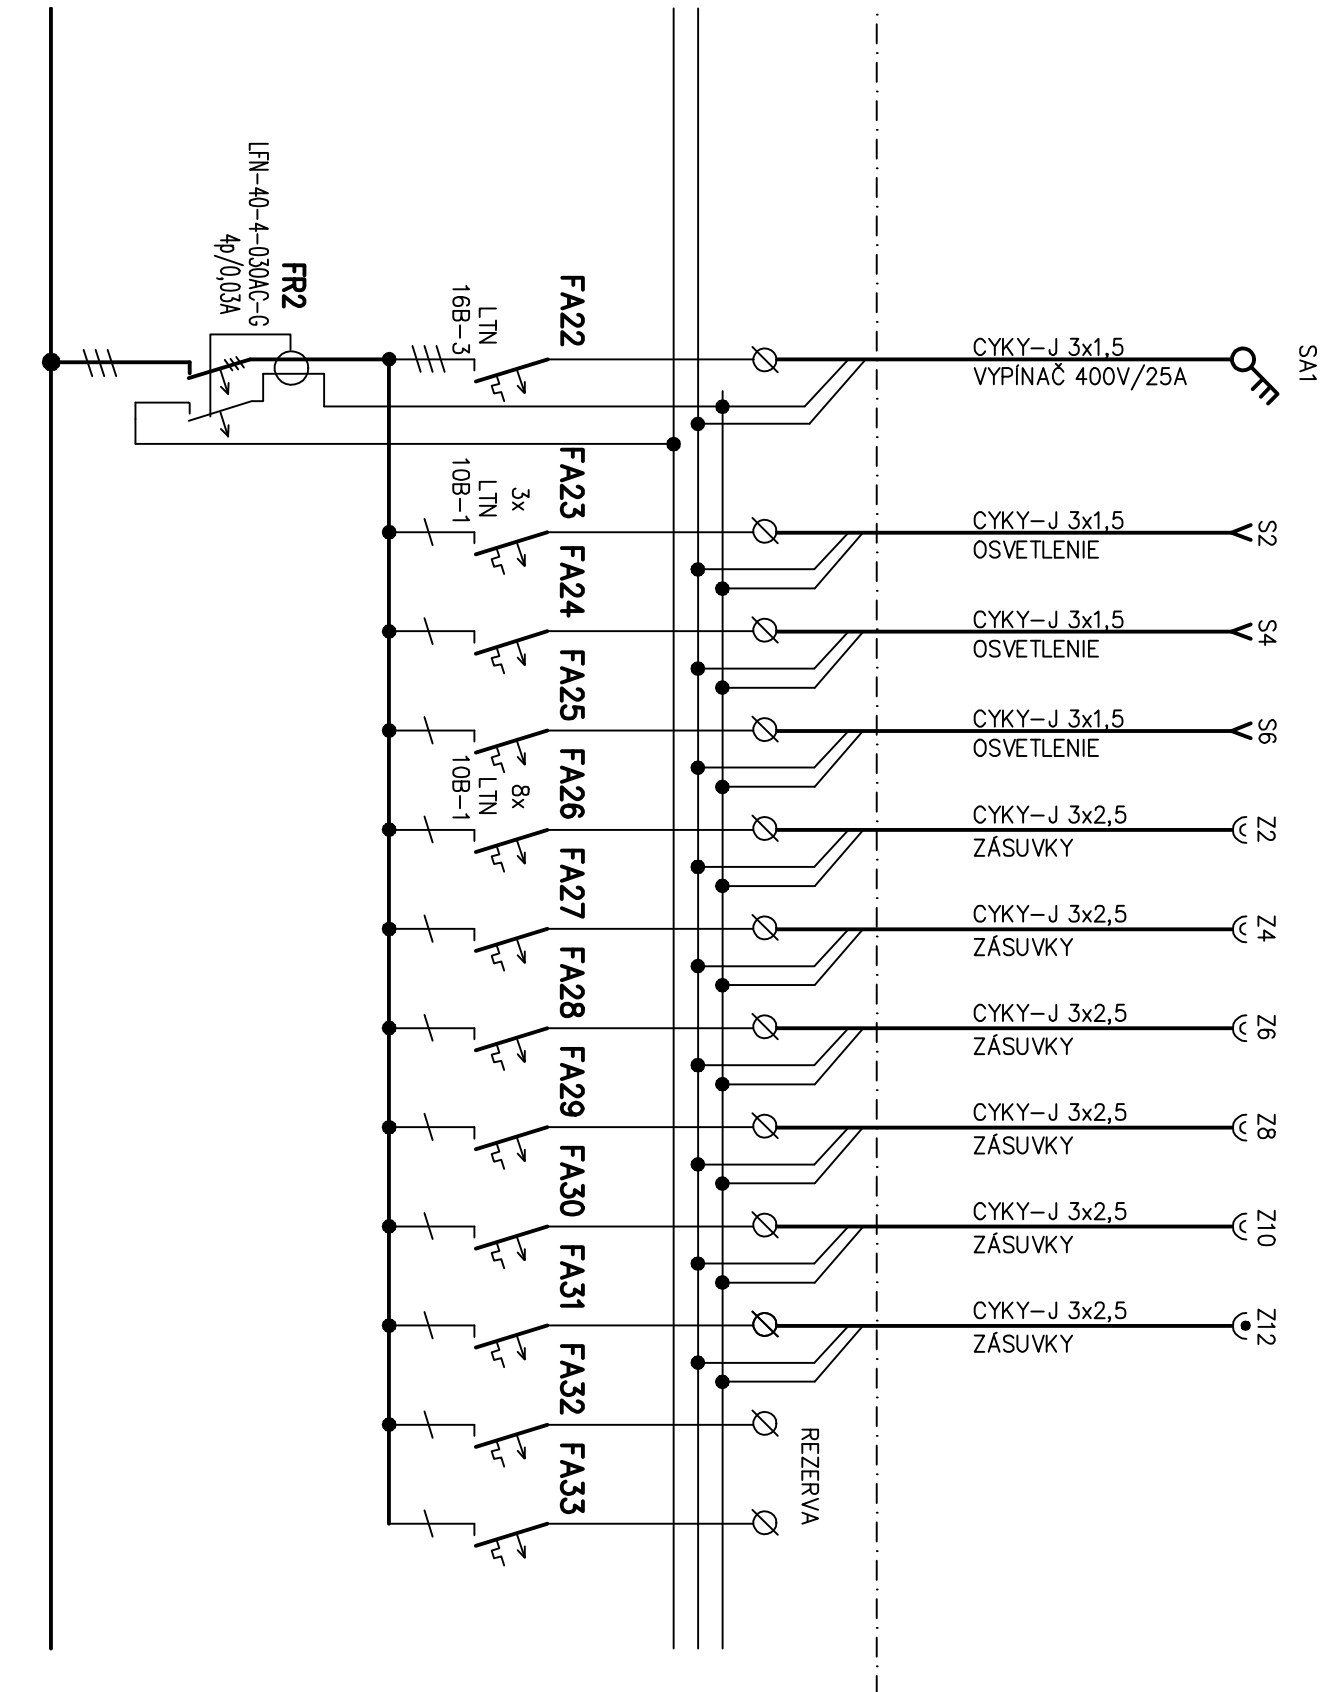 FR2
LFN-40-4-030AC-G
4p/0,03A
FA22
LTN
16B-3
CYKY-J 3x1,5
VYPÍNAČ 400V/25A
SA1
FA23
3x
LTN
10B-1
CYKY-J 3x1,5
OSVETLENIE
S2
FA24
CYKY-J 3x1,5
OSVETLENIE
S4
FA25
CYKY-J 3x1,5
OSVETLENIE
S6
FA26
8x
LTN
10B-1
CYKY-J 3x2,5
ZÁSUVKY
Z2
FA27
CYKY-J 3x2,5
ZÁSUVKY
Z4
FA28
CYKY-J 3x2,5
ZÁSUVKY
Z6
FA29
CYKY-J 3x2,5
ZÁSUVKY
Z8
FA30
CYKY-J 3x2,5
ZÁSUVKY
Z10
FA31
CYKY-J 3x2,5
ZÁSUVKY
Z12
FA32
REZERVA
FA33